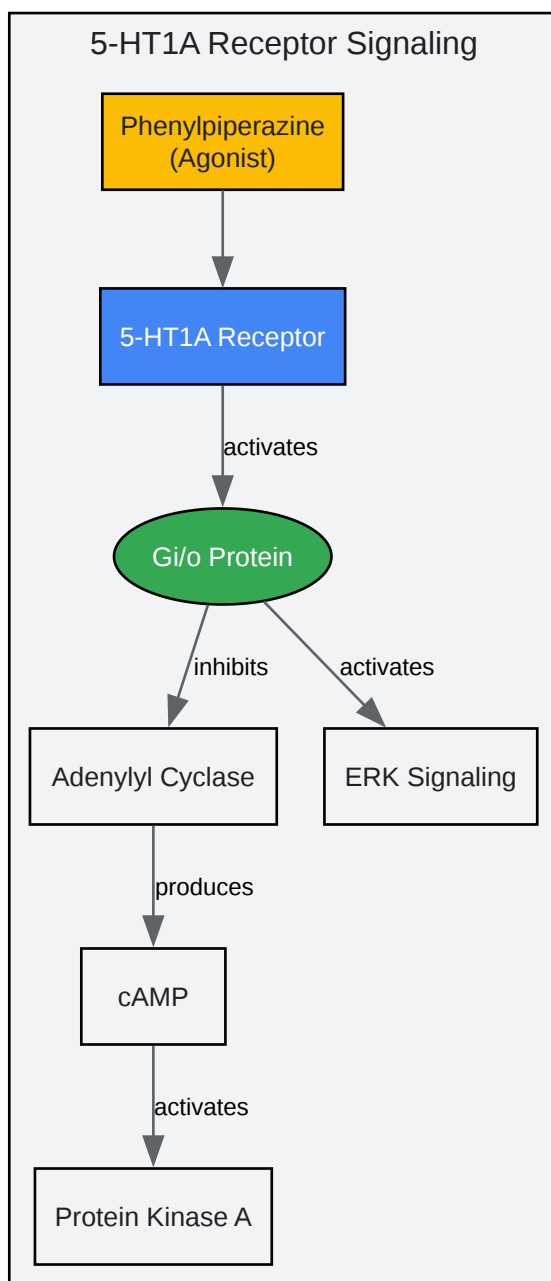 5-HT1A Receptor Signaling
Phenylpiperazine
(Agonist)
5-HT1A Receptor
activates
Gi/o Protein
inhibits
activates
Adenylyl Cyclase
ERK Signaling
produces
cAMP
activates
Protein Kinase A